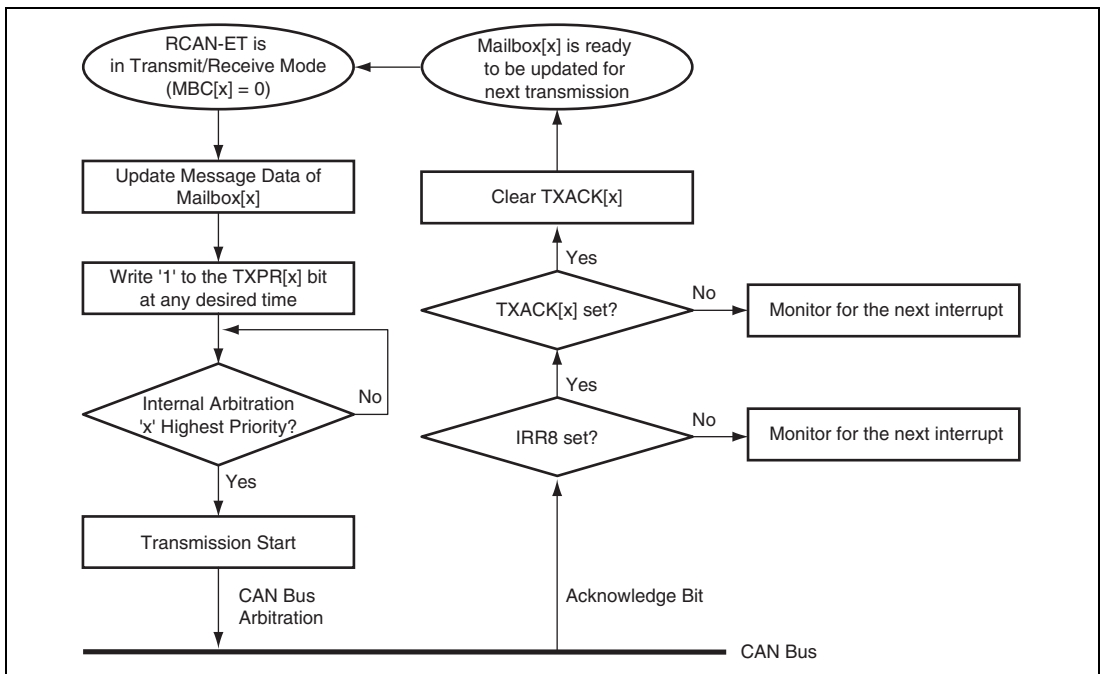 RCAN-ET is
in Transmit/Receive Mode
(MBC[x] = 0)
Update Message Data of
Mailbox[x]
Write '1' to the TXPR[x] bit
at any desired time
Internal Arbitration
'x' Highest Priority?
No
Yes
Transmission Start
CAN Bus
Arbitration
Mailbox[x] is ready
to be updated for
next transmission
Clear TXACK[x]
Yes
TXACK[x] set?
No
Monitor for the next interrupt
Yes
IRR8 set?
No
Monitor for the next interrupt
Acknowledge Bit
CAN Bus